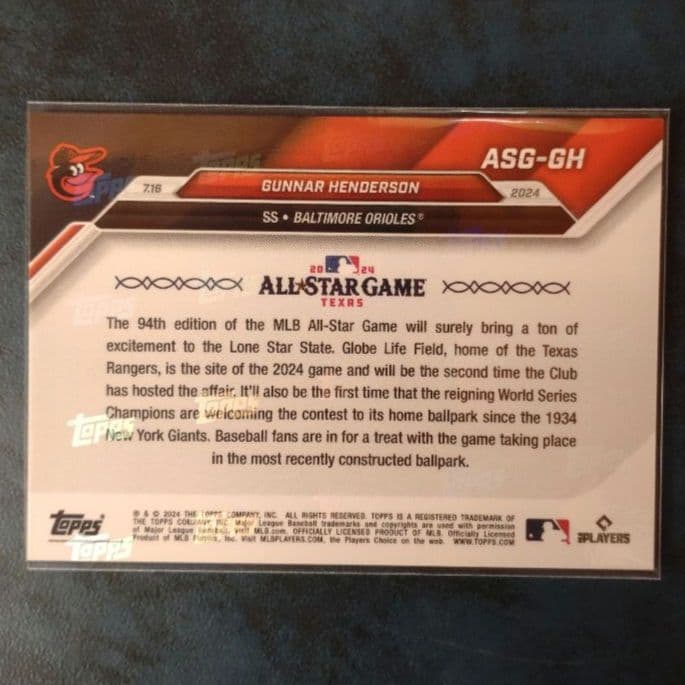 ASG-GH
7.16
GUNNAR HENDERSON
2024
SS • BALTIMORE ORIOLES®
20 24
ALL★STAR GAME
TEXAS
The 94th edition of the MLB All-Star Game will surely bring a ton of
excitement to the Lone Star State. Globe Life Field, home of the Texas
Rangers, is the site of the 2024 game and will be the second time the Club
has hosted the affair. It'll also be the first time that the reigning World Series
Champions are welcoming the contest to its home ballpark since the 1934
New York Giants. Baseball fans are in for a treat with the game taking place
in the most recently constructed ballpark.
Topps®
® & © 2024 THE TOPPS COMPANY, INC. ALL RIGHTS RESERVED. TOPPS IS A REGISTERED TRADEMARK OF
THE TOPPS COMPANY, INC. Major League Baseball trademarks and copyrights are used with permission
of Major League Baseball. Visit MLB.com. OFFICIALLY LICENSED PRODUCT OF MLB. Officially Licensed
Product of MLB Players, Inc. Visit MLBPLAYERS.COM, the Players Choice on the web. WWW.TOPPS.COM
PLAYERS
Topps
Topps
Topps
Topps